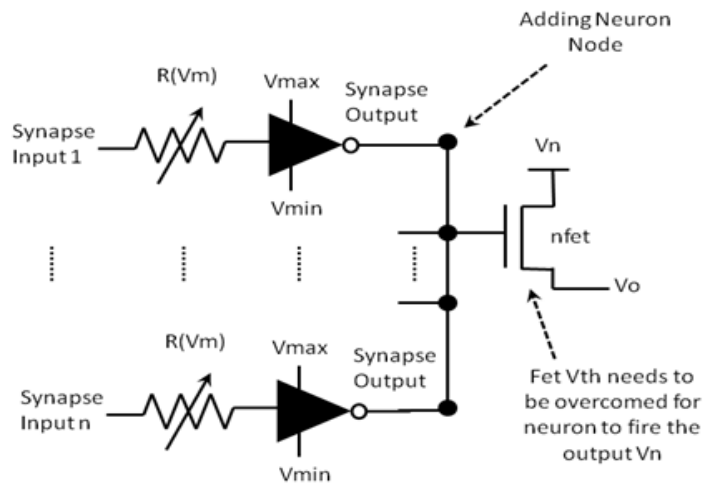 Adding Neuron
Node
R(Vm)
Vmax
Synapse
Output
Synapse
Input 1
Vn
Vmin
nfet
Vo
R(Vm)
Vmax
Synapse
Output
Synapse
Input n
Fet Vth needs to
be overcomed for
neuron to fire the
output Vn
Vmin